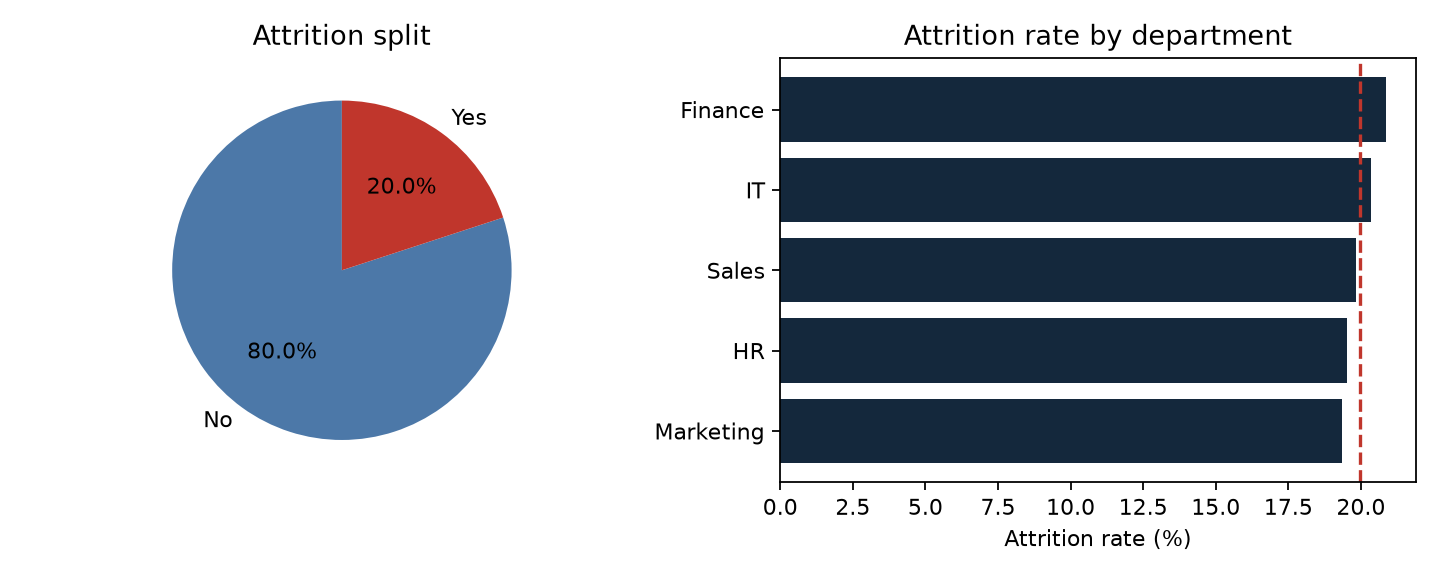 Attrition split
Yes
20.0%
80.0%
No
Attrition rate by department
Finance
IT
Sales
HR
Marketing
0.0 2.5 5.0 7.5 10.0 12.5 15.0 17.5 20.0
Attrition rate (%)